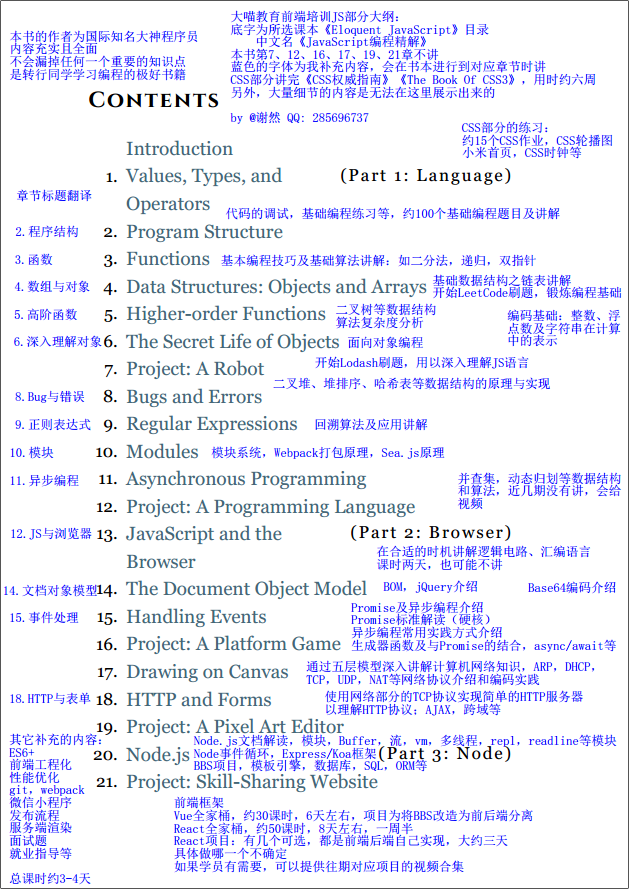 大喵教育前端培训JS部分大纲:
底字为所选课本《Eloquent JavaScript》目录
中文名《JavaScript编程精解》
本书第7、12、16、17、19、21章不讲
蓝色的字体为我补充内容，会在书本进行到对应章节时讲
CSS部分讲完《CSS权威指南》《The Book Of CSS3》，用时约六周
另外，大量细节的内容是无法在这里展示出来的
by @谢然 QQ: 285696737
本书的作者为国际知名大神程序员
内容充实且全面
不会漏掉任何一个重要的知识点
是转行同学学习编程的极好书籍
CONTENTS
CSS部分的练习:
约15个CSS作业，CSS轮播图
小米首页，CSS时钟等
Introduction
1. Values, Types, and
Operators
(Part 1: Language)
章节标题翻译
代码的调试，基础编程练习等，约100个基础编程题目及讲解
2.程序结构
2. Program Structure
3.函数
3. Functions
基本编程技巧及基础算法讲解: 如二分法，递归，双指针
4.数组与对象
4. Data Structures: Objects and Arrays
基础数据结构之链表讲解
开始LeetCode刷题，锻炼编程基础
5.高阶函数
5. Higher-order Functions
二叉树等数据结构
算法复杂度分析
编码基础: 整数、浮
点数及字符串在计算
中的表示
6.深入理解对象
6. The Secret Life of Objects
面向对象编程
7. Project: A Robot
开始Lodash刷题，用以深入理解JS语言
二叉堆、堆排序、哈希表等数据结构的原理与实现
8.Bug与错误
8. Bugs and Errors
9.正则表达式
9. Regular Expressions
回溯算法及应用讲解
10.模块
10. Modules
模块系统，Webpack打包原理，Sea.js原理
11.异步编程
11. Asynchronous Programming
并查集，动态归划等数据结构
和算法，近几期没有讲，会给
视频
12. Project: A Programming Language
12.JS与浏览器
13. JavaScript and the
Browser
(Part 2: Browser)
在合适的时机讲解逻辑电路、汇编语言
课时两天，也可能不讲
14.文档对象模型
14. The Document Object Model
BOM，jQuery介绍
Base64编码介绍
15.事件处理
15. Handling Events
Promise及异步编程介绍
Promise标准解读（硬核）
异步编程常用实践方式介绍
生成器函数及与Promise的结合，async/await等
16. Project: A Platform Game
17. Drawing on Canvas
通过五层模型深入讲解计算机网络知识，ARP，DHCP，
TCP，UDP，NAT等网络协议介绍和编码实践
18.HTTP与表单
18. HTTP and Forms
使用网络部分的TCP协议实现简单的HTTP服务器
以理解HTTP协议; AJAX，跨域等
19. Project: A Pixel Art Editor
20. Node.js
(Part 3: Node)
Node.js文档解读，模块，Buffer，流，vm，多线程，repl，readline等模块
Node事件循环，Express/Koa框架
BBS项目，模板引擎，数据库，SQL，ORM等
21. Project: Skill-Sharing Website
其它补充的内容:
ES6+
前端工程化
性能优化
git, webpack
微信小程序
发布流程
服务端渲染
面试题
就业指导等
总课时约3-4天
前端框架
Vue全家桶，约30课时，6天左右，项目为将BBS改造为前后端分离
React全家桶，约50课时，8天左右，一周半
React项目: 有几个可选，都是前端后端自己实现，大约三天
具体做哪一个不确定
如果学员有需要，可以提供往期对应项目的视频合集